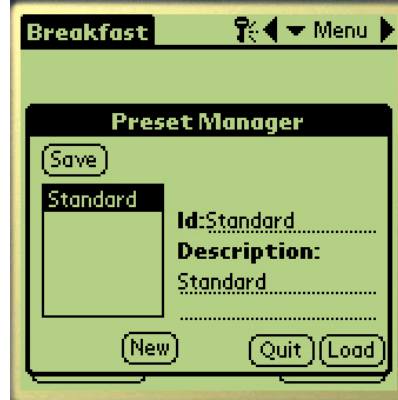 Breakfast Menu
Preset Manager
Save
Standard
Id:Standard
Description:
Standard
New Quit Load